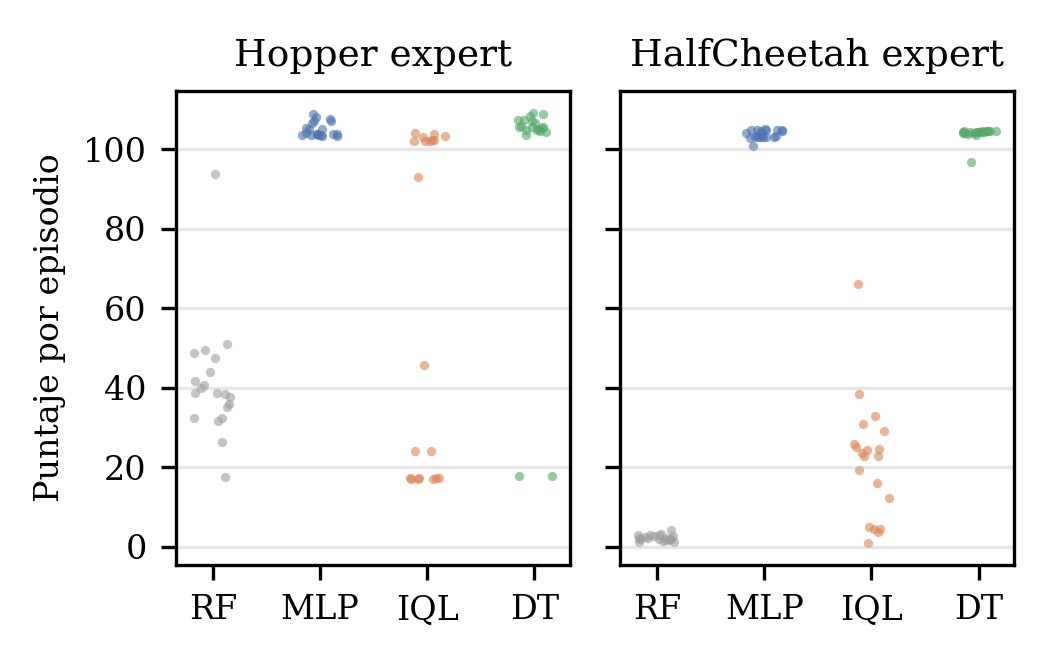 Hopper expert
HalfCheetah expert
Puntaje por episodio
100
80
60
40
20
0
RF MLP IQL DT
RF MLP IQL DT